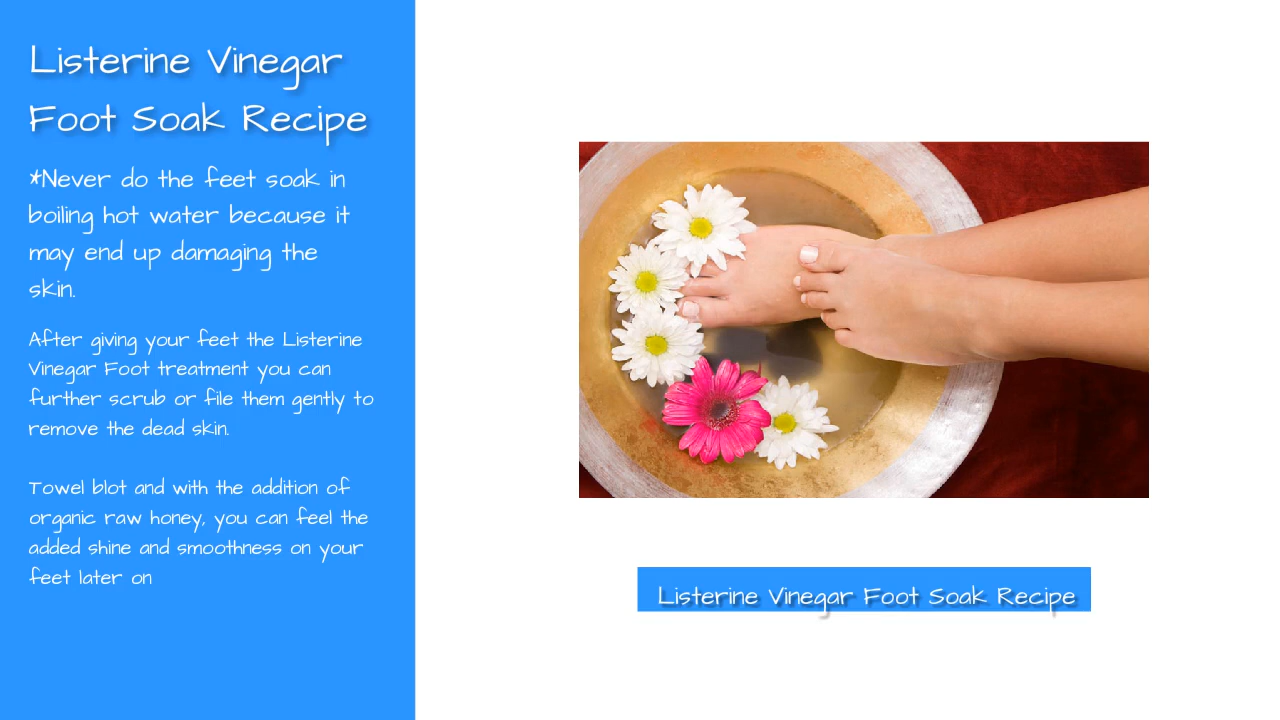 Listerine Vinegar
Foot Soak Recipe
*Never do the feet soak in
boiling hot water because it
may end up damaging the
skin.
After giving your feet the Listerine
Vinegar Foot treatment you can
further scrub or file them gently to
remove the dead skin.
Towel blot and with the addition of
organic raw honey, you can feel the
added shine and smoothness on your
feet later on
Listerine Vinegar Foot Soak Recipe